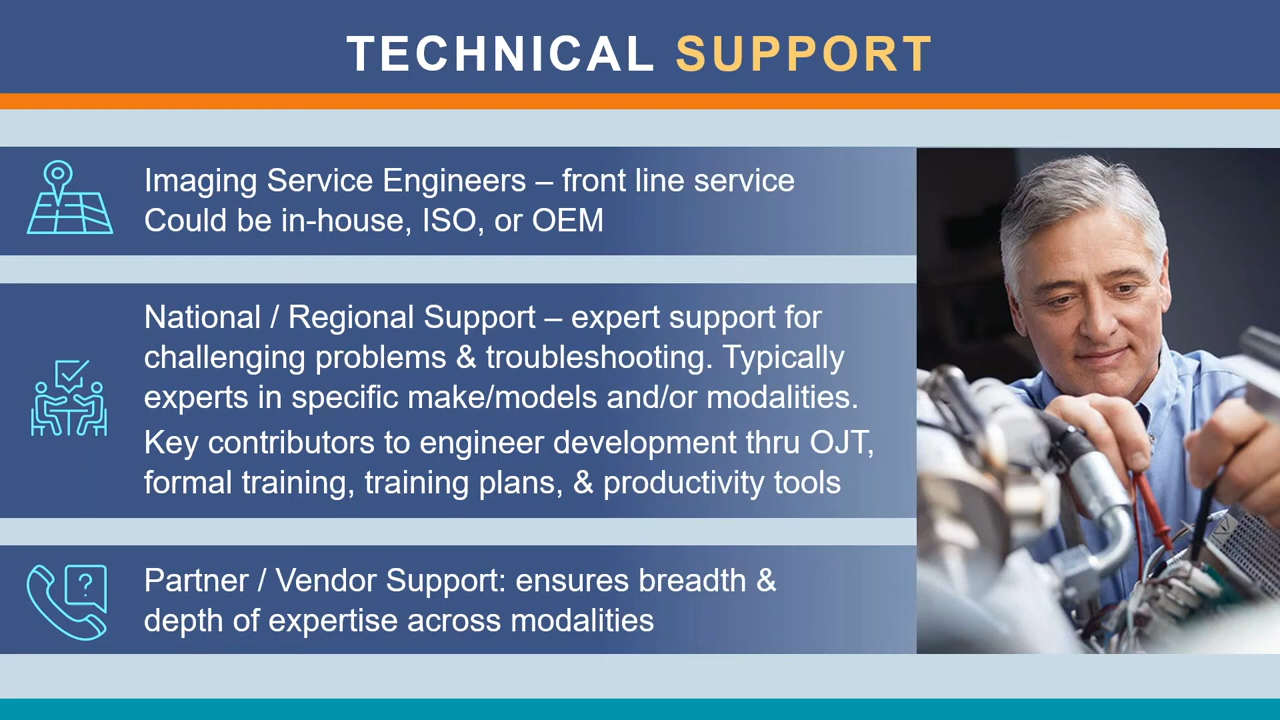 TECHNICAL SUPPORT
Imaging Service Engineers – front line service
Could be in-house, ISO, or OEM
National / Regional Support – expert support for
challenging problems & troubleshooting. Typically
experts in specific make/models and/or modalities.
Key contributors to engineer development thru OJT,
formal training, training plans, & productivity tools
?
Partner / Vendor Support: ensures breadth &
depth of expertise across modalities